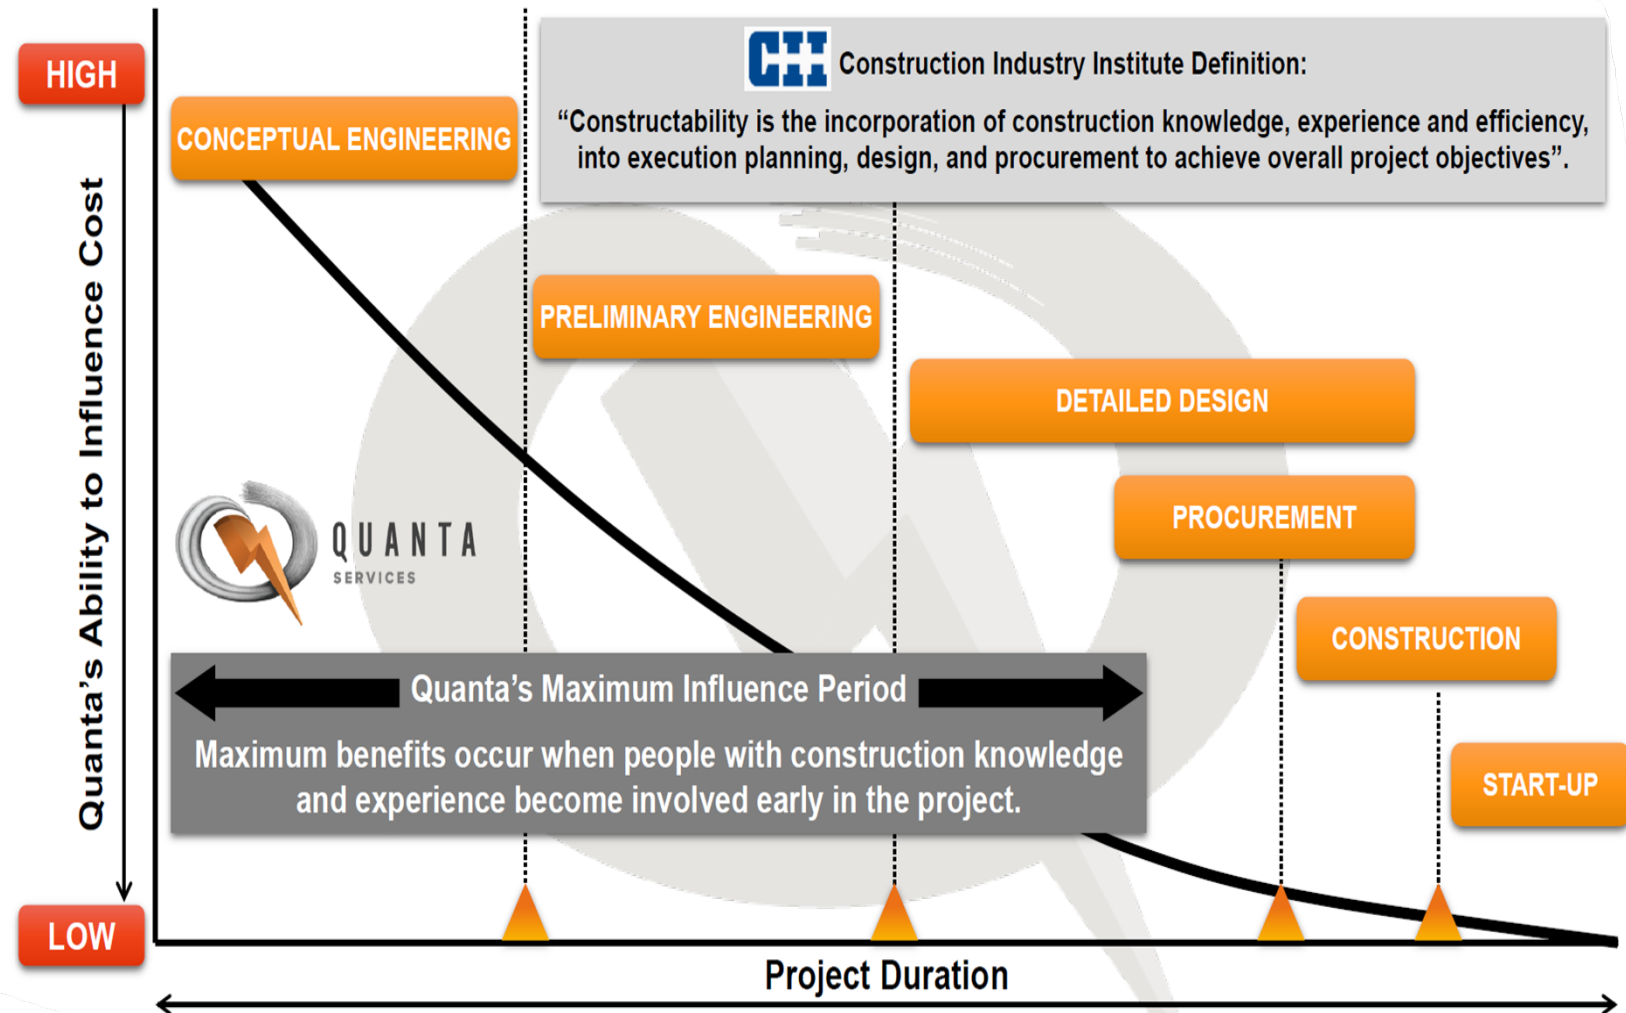 HIGH
CII Construction Industry Institute Definition:
“Constructability is the incorporation of construction knowledge, experience and efficiency,
into execution planning, design, and procurement to achieve overall project objectives”.
CONCEPTUAL ENGINEERING
PRELIMINARY ENGINEERING
DETAILED DESIGN
PROCUREMENT
CONSTRUCTION
START-UP
Quanta’s Ability to Influence Cost
QUANTA
SERVICES
Quanta’s Maximum Influence Period
Maximum benefits occur when people with construction knowledge
and experience become involved early in the project.
LOW
Project Duration